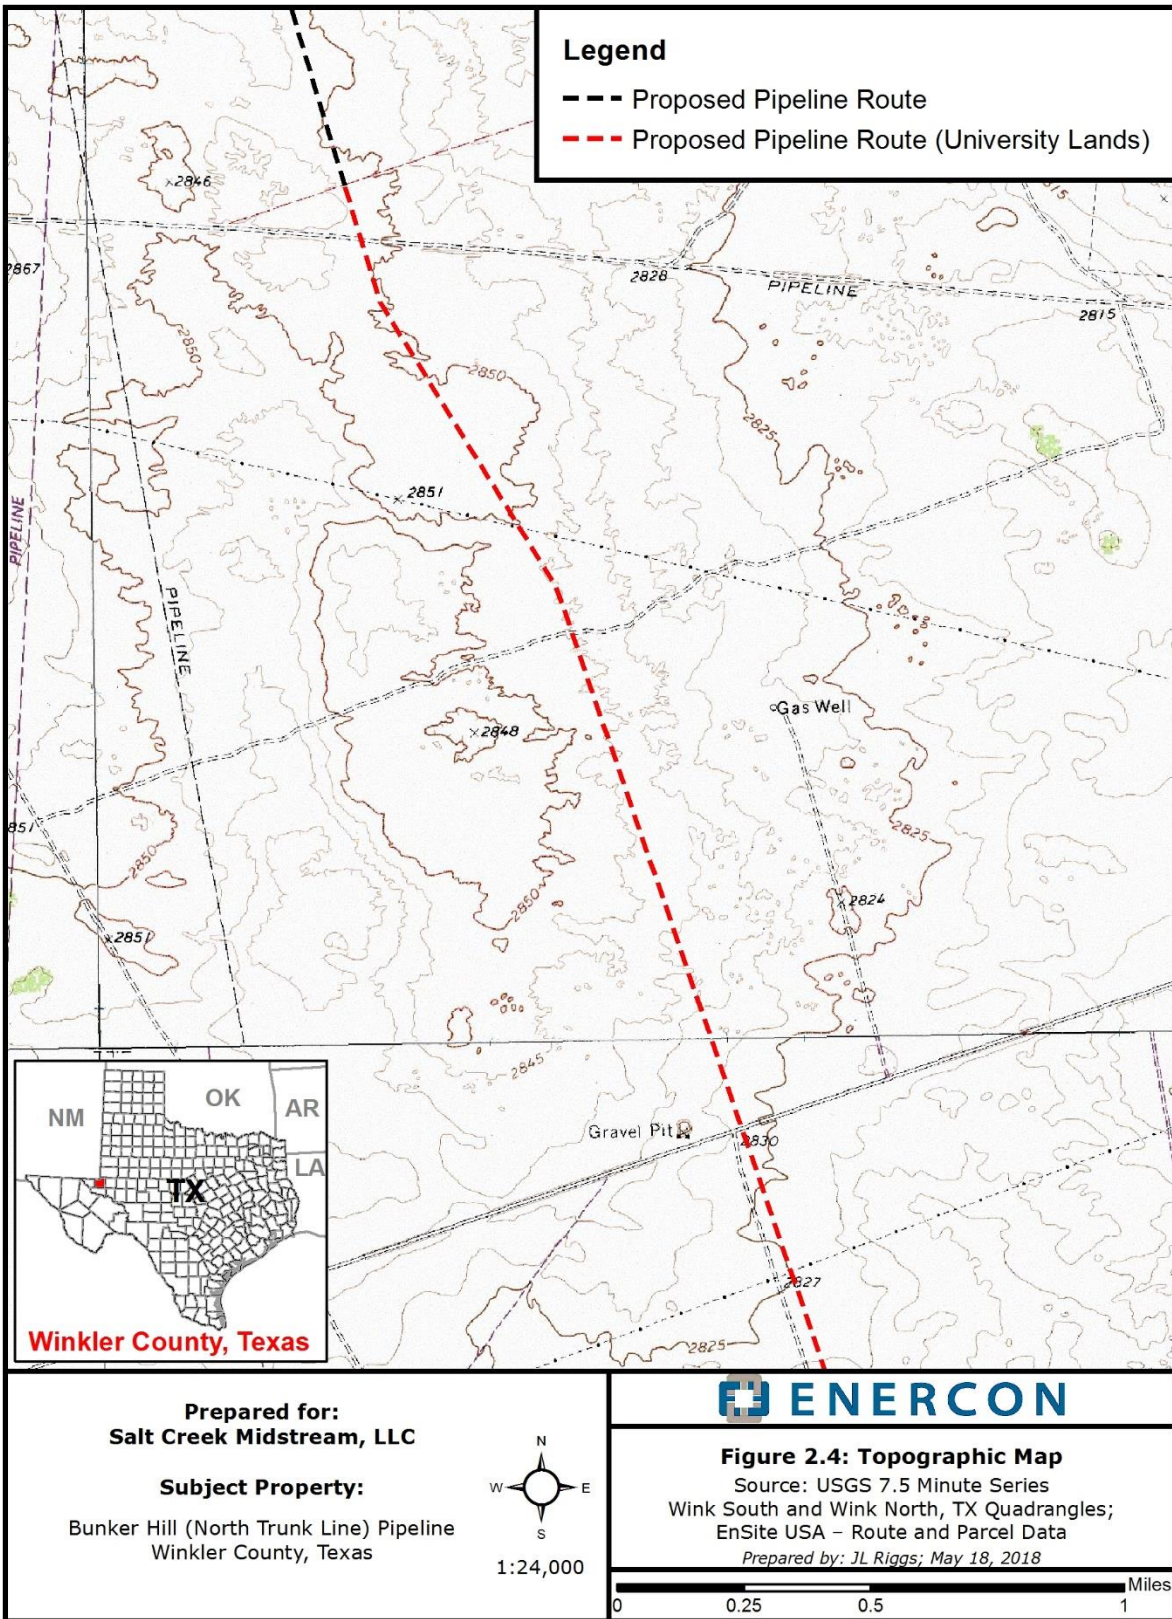 Legend
Proposed Pipeline Route
Proposed Pipeline Route (University Lands)
2846
2815
2867
2828
PIPELINE
2815
2850
2850
2825
2851
PIPELINE
PIPELINE
Gas Well
2848
2825
851
2850
2850
2824
2851
2845
Gravel Pit
2830
2827
2825
NM
OK
AR
LA
TX
Winkler County, Texas
Prepared for:
Salt Creek Midstream, LLC
Subject Property:
Bunker Hill (North Trunk Line) Pipeline
Winkler County, Texas
N
W
E
S
1:24,000
ENERCON
Figure 2.4: Topographic Map
Source: USGS 7.5 Minute Series
Wink South and Wink North, TX Quadrangles;
EnSite USA – Route and Parcel Data
Prepared by: JL Riggs; May 18, 2018
Miles
0 0.25 0.5 1